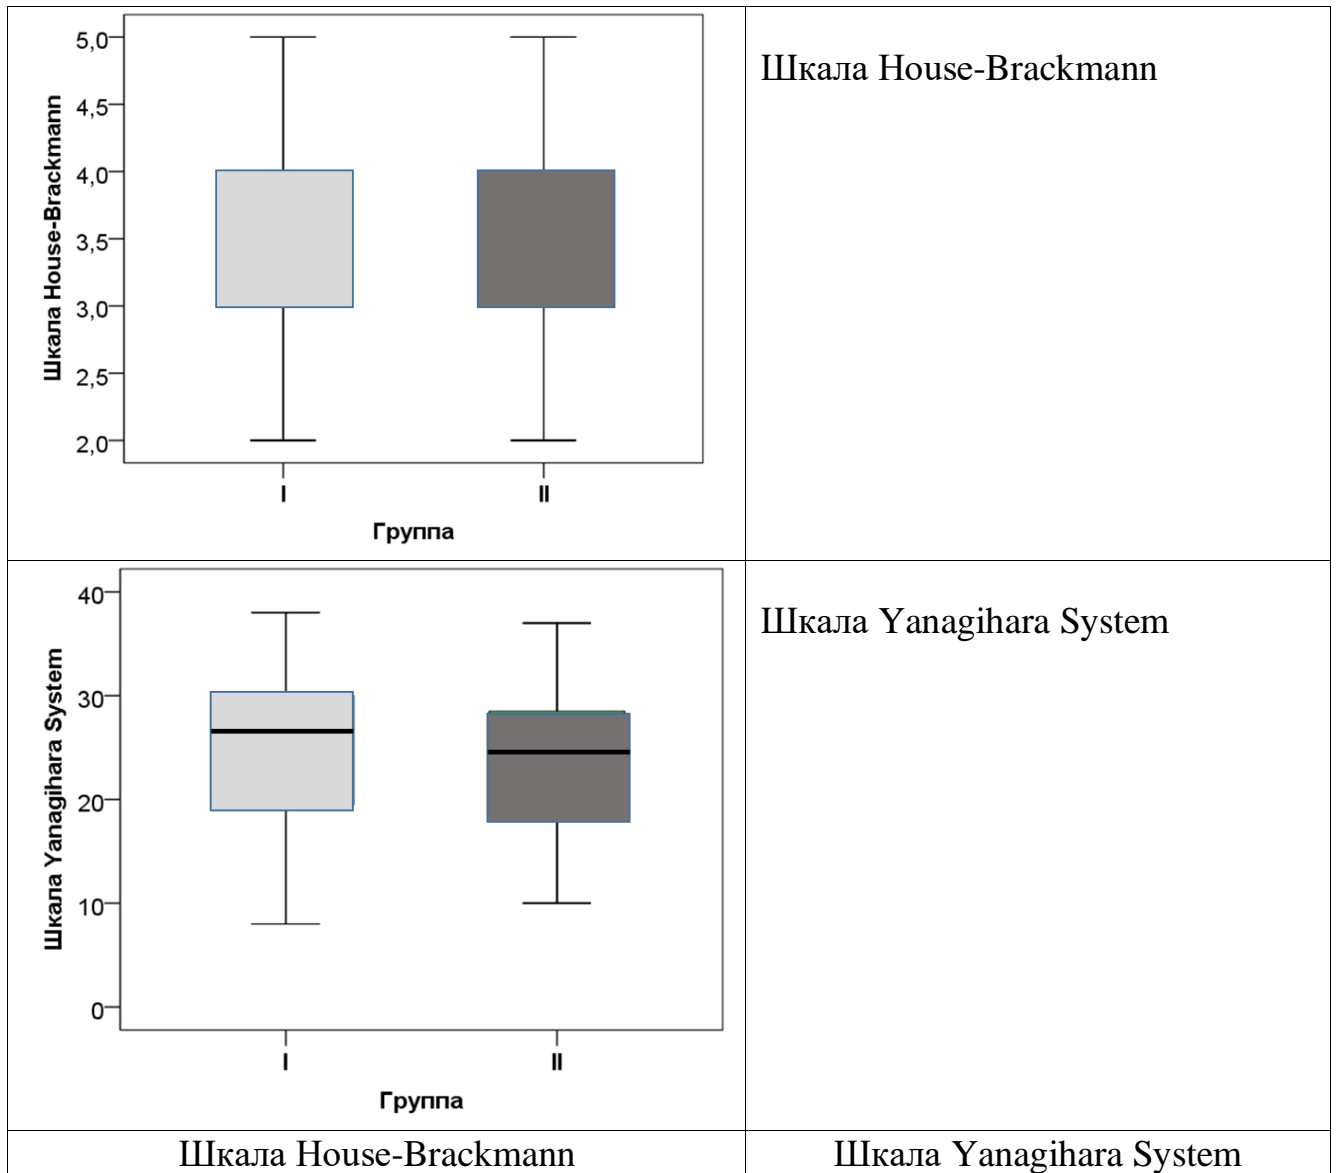 5,0
4,5
4,0
3,5
3,0
2,5
2,0
Шкала House-Brackmann
I II
Группа
Шкала House-Brackmann
40
30
20
10
0
Шкала Yanagihara System
I II
Группа
Шкала Yanagihara System
Шкала House-Brackmann
Шкала Yanagihara System